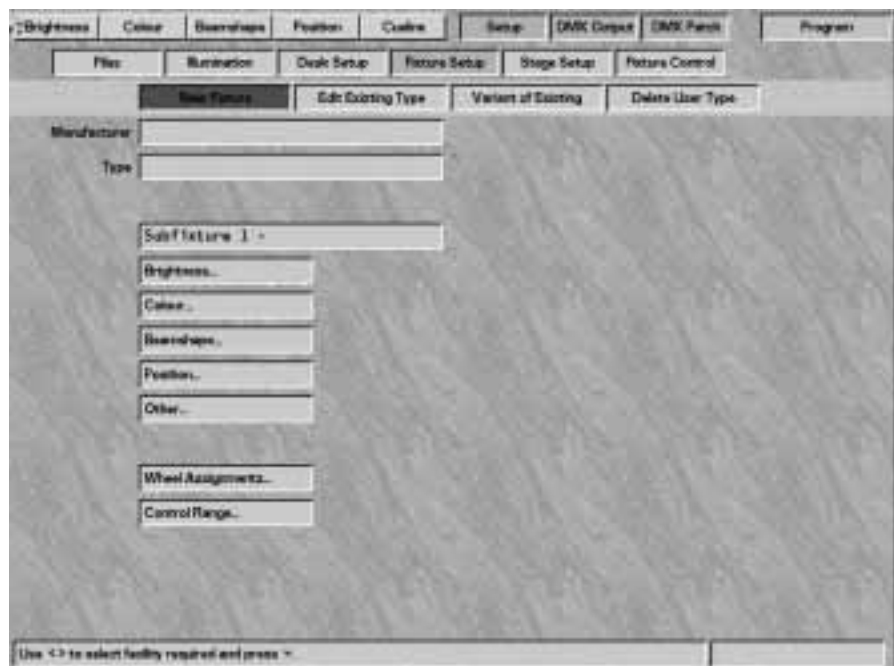 Brightness Colour Beamshape Position Cueline Setup DMX Output DMX Patch Program
Files Illumination Desk Setup Fixture Setup Stage Setup Fixture Control
New Fixture Edit Existing Type Variant of Existing Delete User Type
Manufacturer
Type
Subfixture 1 -
Brightness...
Colour...
Beamshape...
Position...
Other...
Wheel Assignments...
Control Range...
Use <> to select facility required and press